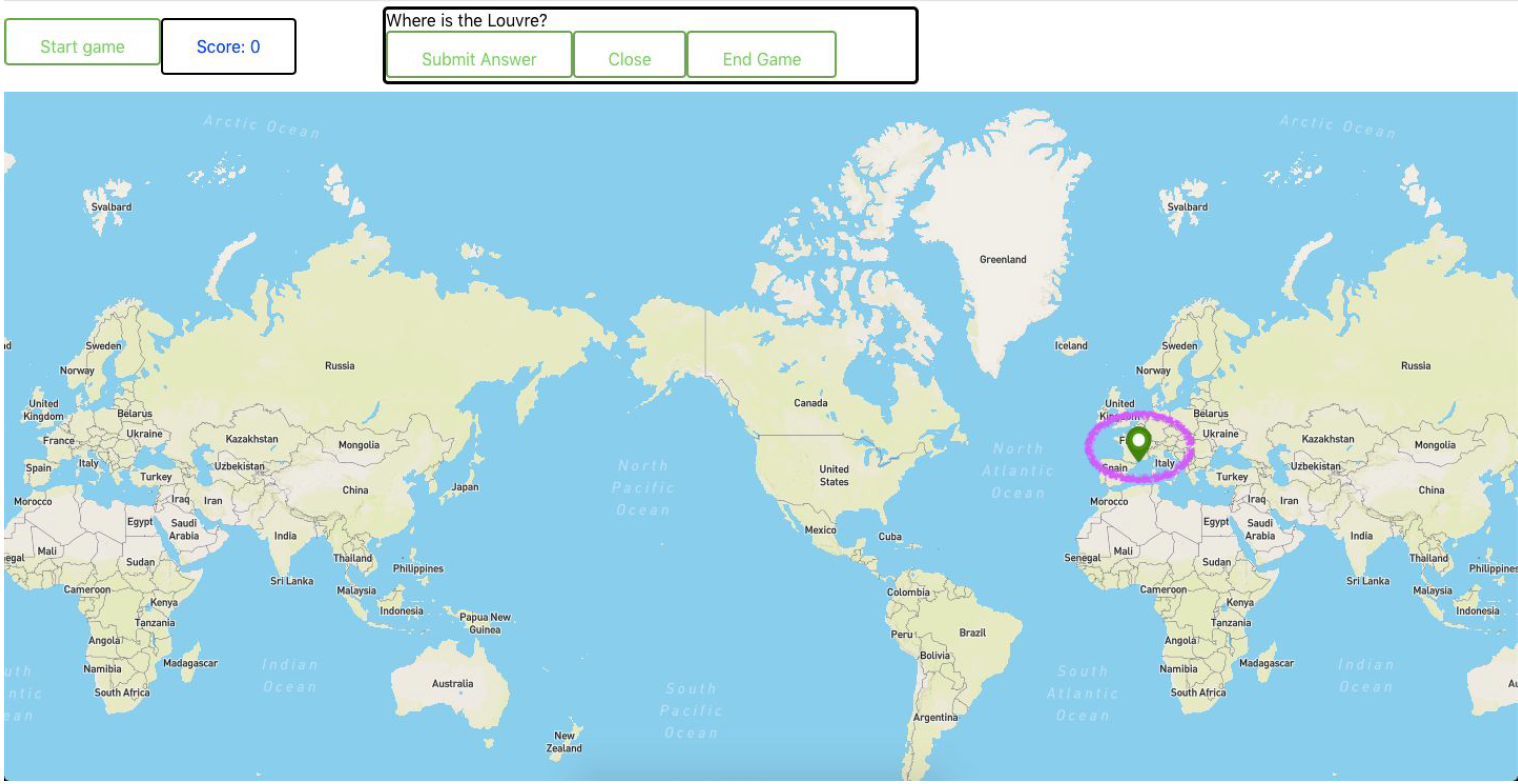 Where is the Louvre?
Start game
Score: 0
Submit Answer
Close
End Game
Arctic Ocean
Arctic Ocean
Svalbard
Svalbard
Greenland
Sweden
Iceland
Sweden
Norway
Russia
Norway
Russia
United
Kingdom
Canada
United
Belarus
Belarus
France
Ukraine
Kazakhstan
Mongolia
Ukraine
Kazakhstan
Mongolia
Spain
Italy
Uzbekistan
North
Pacific
Ocean
United
States
North
Atlantic
Ocean
Spain
Italy
Uzbekistan
Turkey
China
Japan
Turkey
China
Morocco
Iraq
Iran
Morocco
Iraq
Iran
Egypt
Saudi
Arabia
India
Mexico
Cuba
Egypt
Saudi
Arabia
India
Mali
Sudan
Thailand
Philippines
Senegal
Mali
Sudan
Thailand
Philippines
Sri Lanka
Sri Lanka
Cameroon
Kenya
Malaysia
Indonesia
Colombia
Cameroon
Kenya
Malaysia
Indonesia
Tanzania
Papua New
Guinea
Peru
Brazil
Tanzania
Angola
Bolivia
Angola
Namibia
Madagascar
Indian
Ocean
Namibia
Madagascar
Indian
Ocean
South Africa
Australia
South
Pacific
Ocean
South
Atlantic
Ocean
South Africa
Argentina
New
Zealand